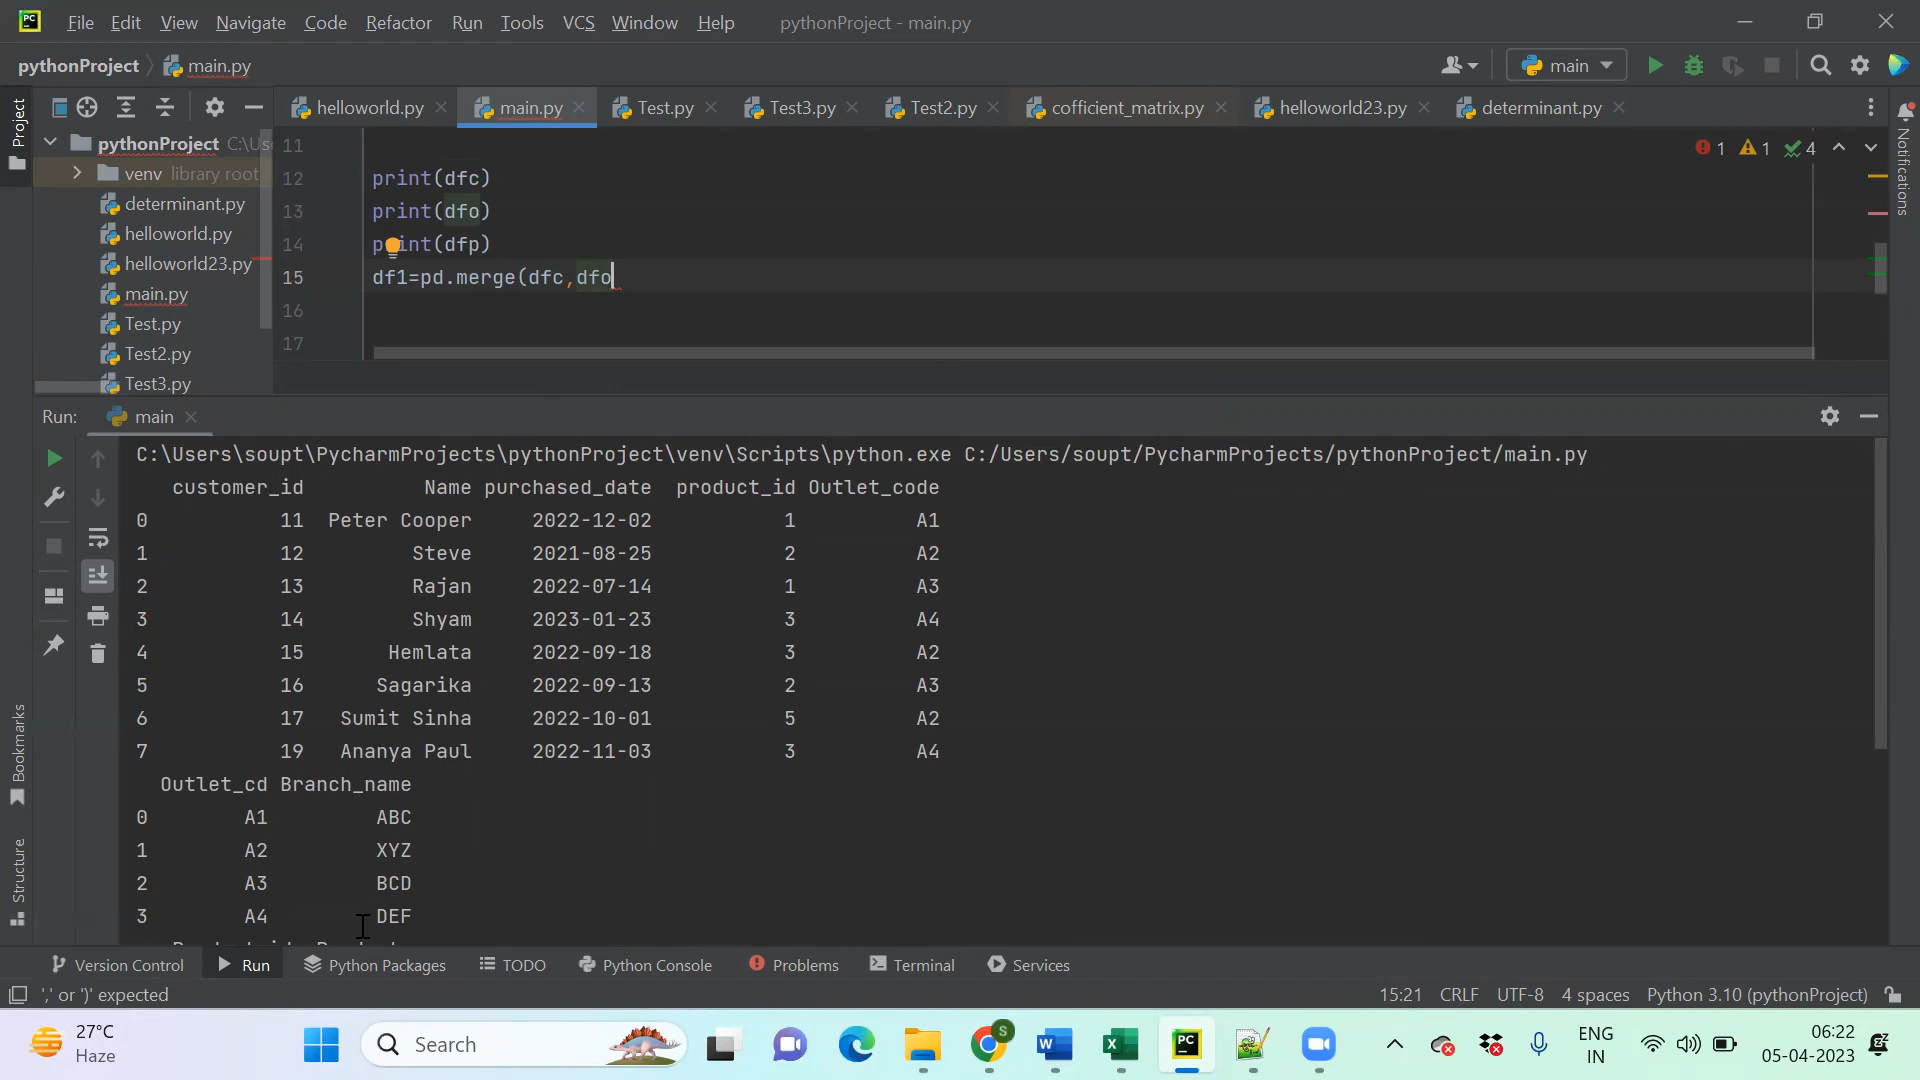 PC File Edit View Navigate Code Refactor Run Tools VCS Window Help pythonProject - main.py
pythonProject main.py main
Project helloworld.py main.py Test.py Test3.py Test2.py cofficient_matrix.py helloworld23.py determinant.py Notifications
pythonProject C:\Us
venv library root
determinant.py
helloworld.py
helloworld23.py
main.py
Test.py
Test2.py
Test3.py
1 1 4
11
12 print(dfc)
13 print(dfo)
14 print(dfp)
15 df1=pd.merge(dfc,dfo
16
17
Run: main
C:\Users\soupt\PycharmProjects\pythonProject\venv\Scripts\python.exe C:/Users/soupt/PycharmProjects/pythonProject/main.py
customer_id Name purchased_date product_id Outlet_code
0 11 Peter Cooper 2022-12-02 1 A1
1 12 Steve 2021-08-25 2 A2
2 13 Rajan 2022-07-14 1 A3
3 14 Shyam 2023-01-23 3 A4
4 15 Hemlata 2022-09-18 3 A2
5 16 Sagarika 2022-09-13 2 A3
6 17 Sumit Sinha 2022-10-01 5 A2
7 19 Ananya Paul 2022-11-03 3 A4
Outlet_cd Branch_name
0 A1 ABC
1 A2 XYZ
2 A3 BCD
3 A4 DEF
Bookmarks
Structure
Version Control Run Python Packages TODO Python Console Problems Terminal Services
',' or ')' expected 15:21 CRLF UTF-8 4 spaces Python 3.10 (pythonProject)
27°C
Haze
Search
S
W
X
PC
ENG
IN
06:22
05-04-2023